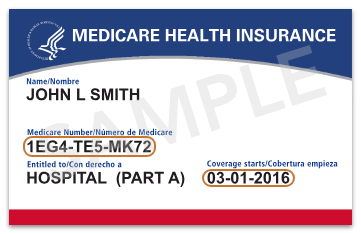 MEDICARE HEALTH INSURANCE
Name/Nombre
JOHN L SMITH
Medicare Number/Número de Medicare
1EG4-TE5-MK72
Entitled to/Con derecho a
HOSPITAL (PART A)
Coverage starts/Cobertura empieza
03-01-2016
SAMPLE